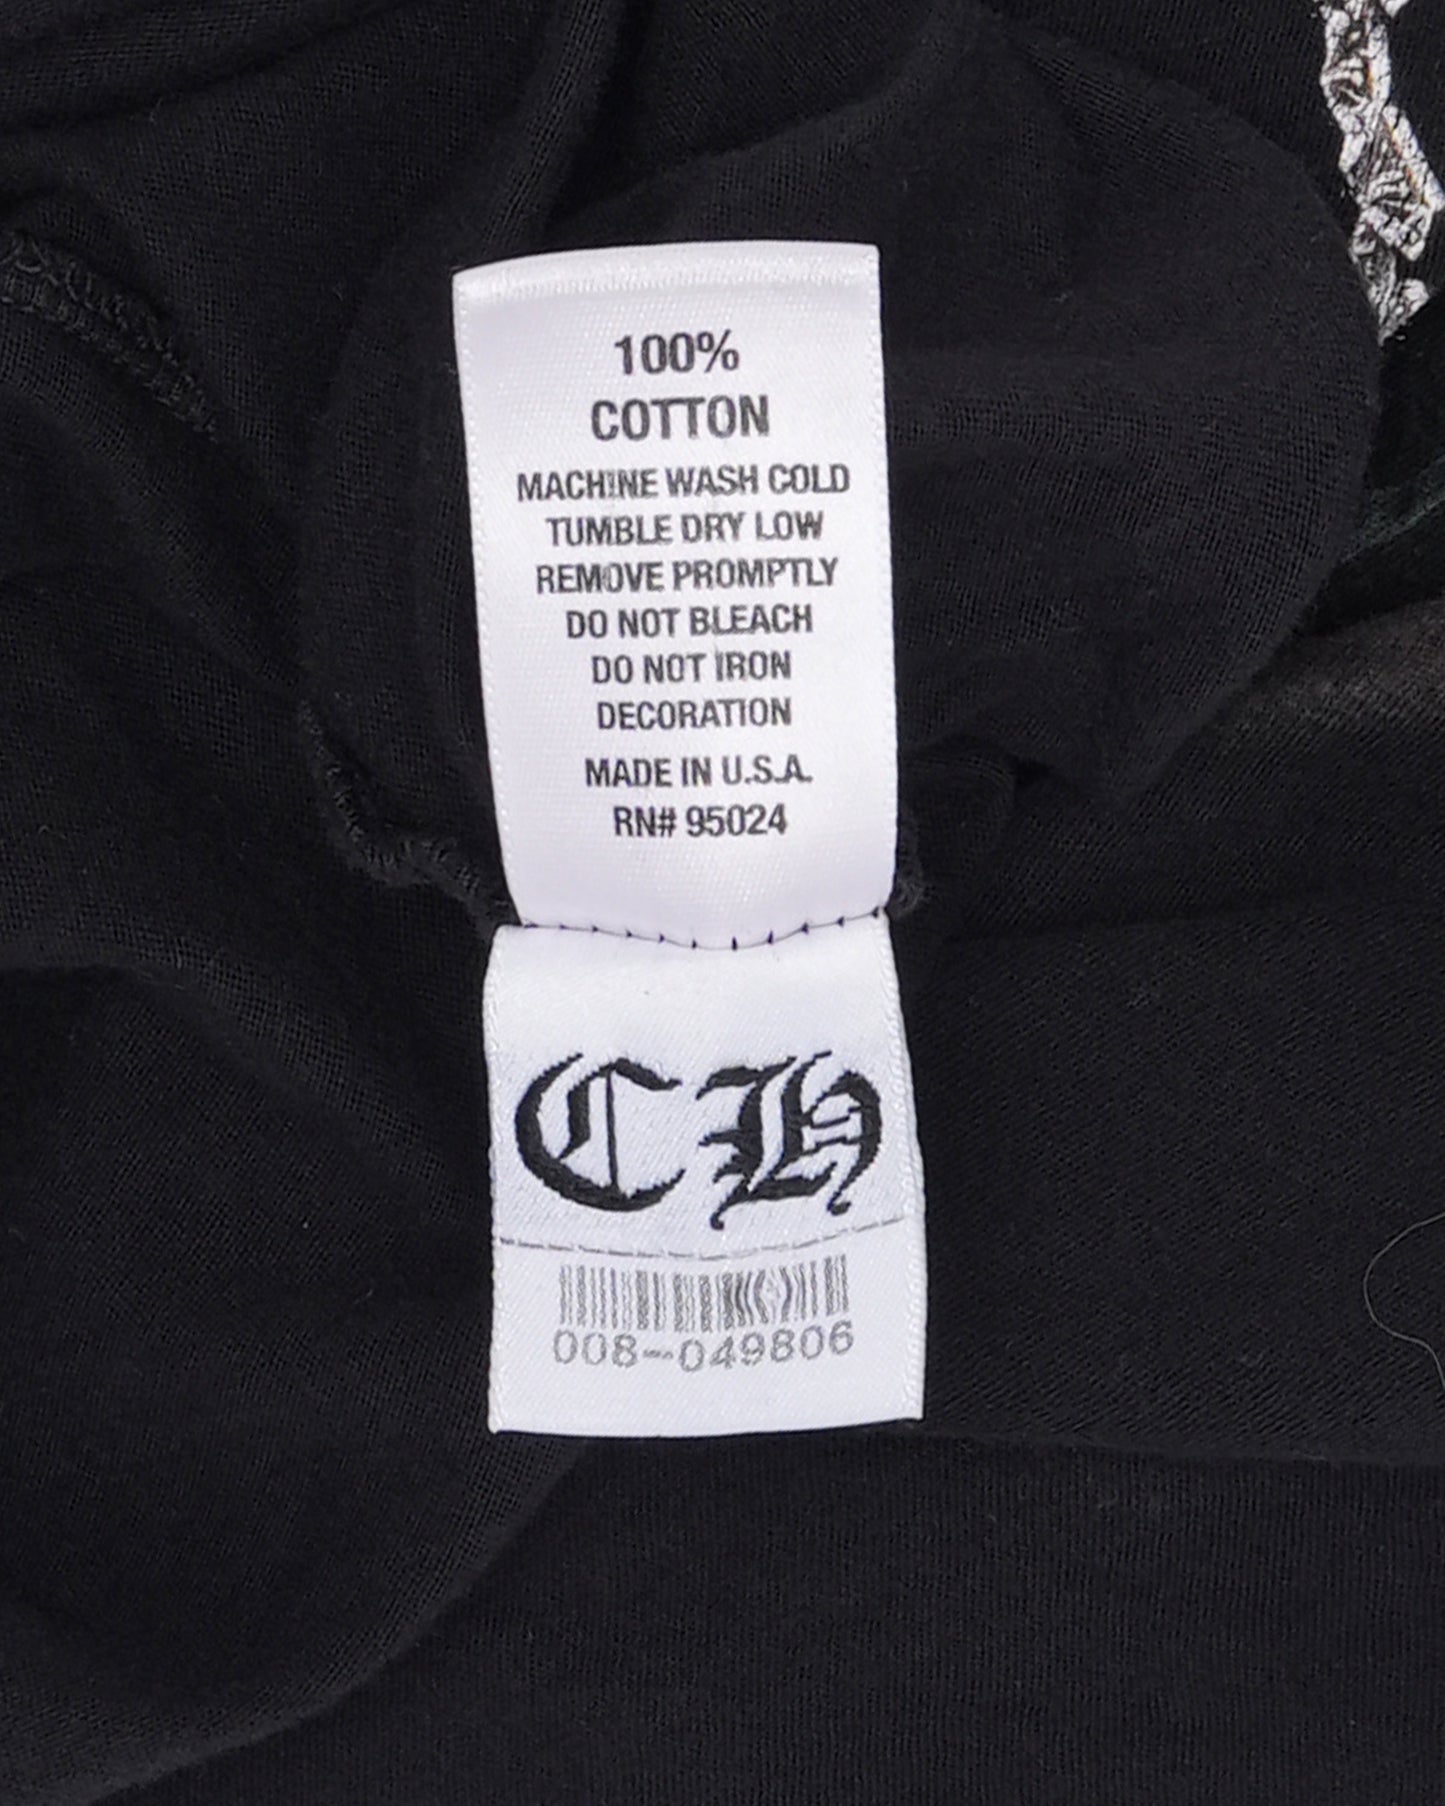 100%
COTTON
MACHINE WASH COLD
TUMBLE DRY LOW
REMOVE PROMPTLY
DO NOT BLEACH
DO NOT IRON
DECORATION
MADE IN U.S.A.
RN# 95024
CH
008-049806